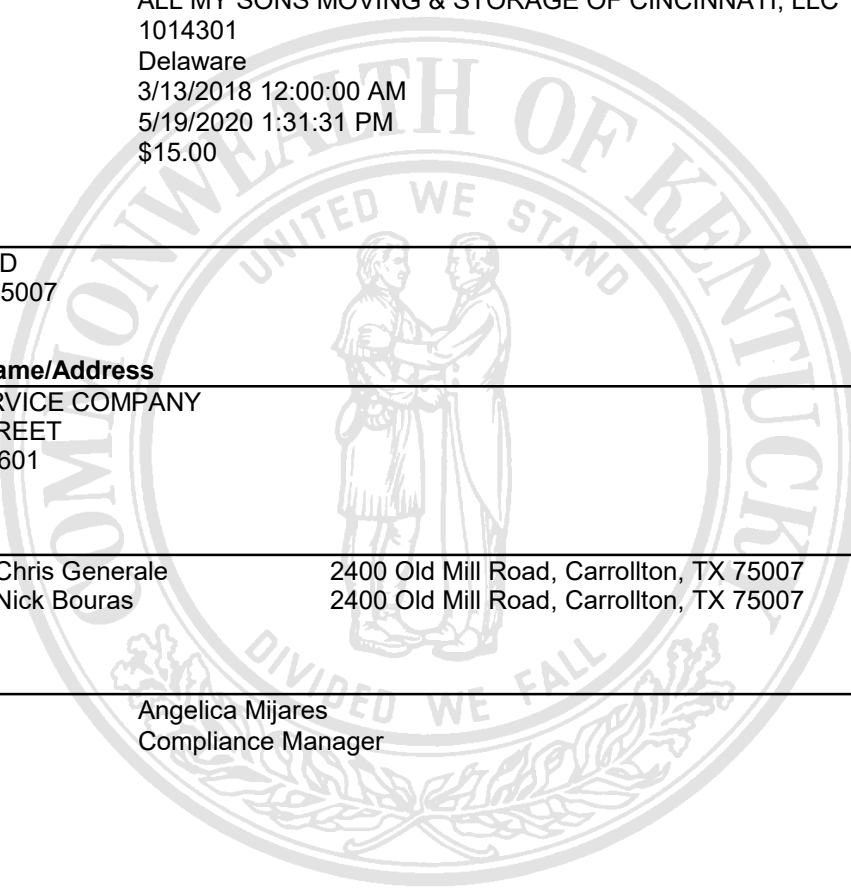 ALL MY SONS MOVING & STORAGE OF CINCINNATI, LLC
1014301
Delaware
3/13/2018 12:00:00 AM
5/19/2020 1:31:31 PM
$15.00
COMMONWEALTH OF KENTUCKY
UNITED WE STAND
D
5007
ame/Address
RVICE COMPANY
REET
601
Chris Generale 2400 Old Mill Road, Carrollton, TX 75007
Nick Bouras 2400 Old Mill Road, Carrollton, TX 75007
DIVIDED WE FALL
Angelica Mijares
Compliance Manager